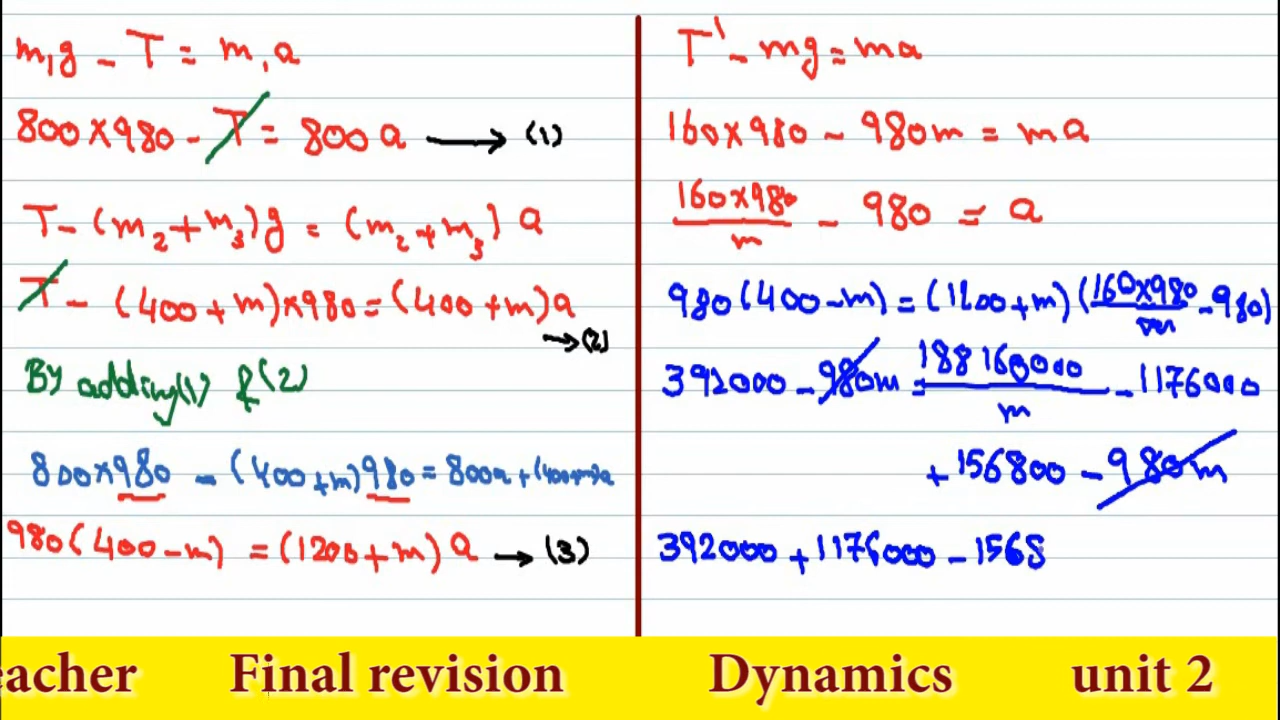 m₁g - T = m₁a
800×980 - T = 800a → (1)
T - (m₂+m₃)g = (m₂+m₃)a
T - (400+m)×980 = (400+m)a
→ (2)
By adding (1) & (2)
800×980 - (400+m)980 = 800a + (400+m)a
980(400-m) = (1200+m)a → (3)
T' - mg = ma
160×980 - 980m = ma
160×980/m - 980 = a
980(400-m) = (1200+m)(160×980/m - 980)
392000 - 980m = 188160000/m - 1176000
+ 156800 - 980m
392000 + 1176000 - 1568
eacher Final revision Dynamics unit 2